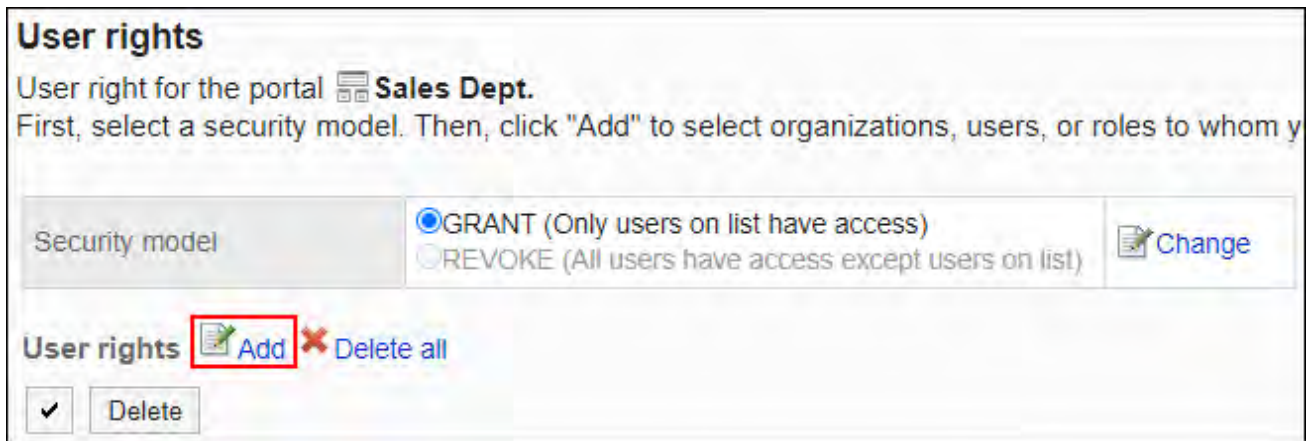 User rights
User right for the portal Sales Dept.
First, select a security model. Then, click "Add" to select organizations, users, or roles to whom y
Security model
GRANT (Only users on list have access)
REVOKE (All users have access except users on list)
Change
User rights Add Delete all
Delete